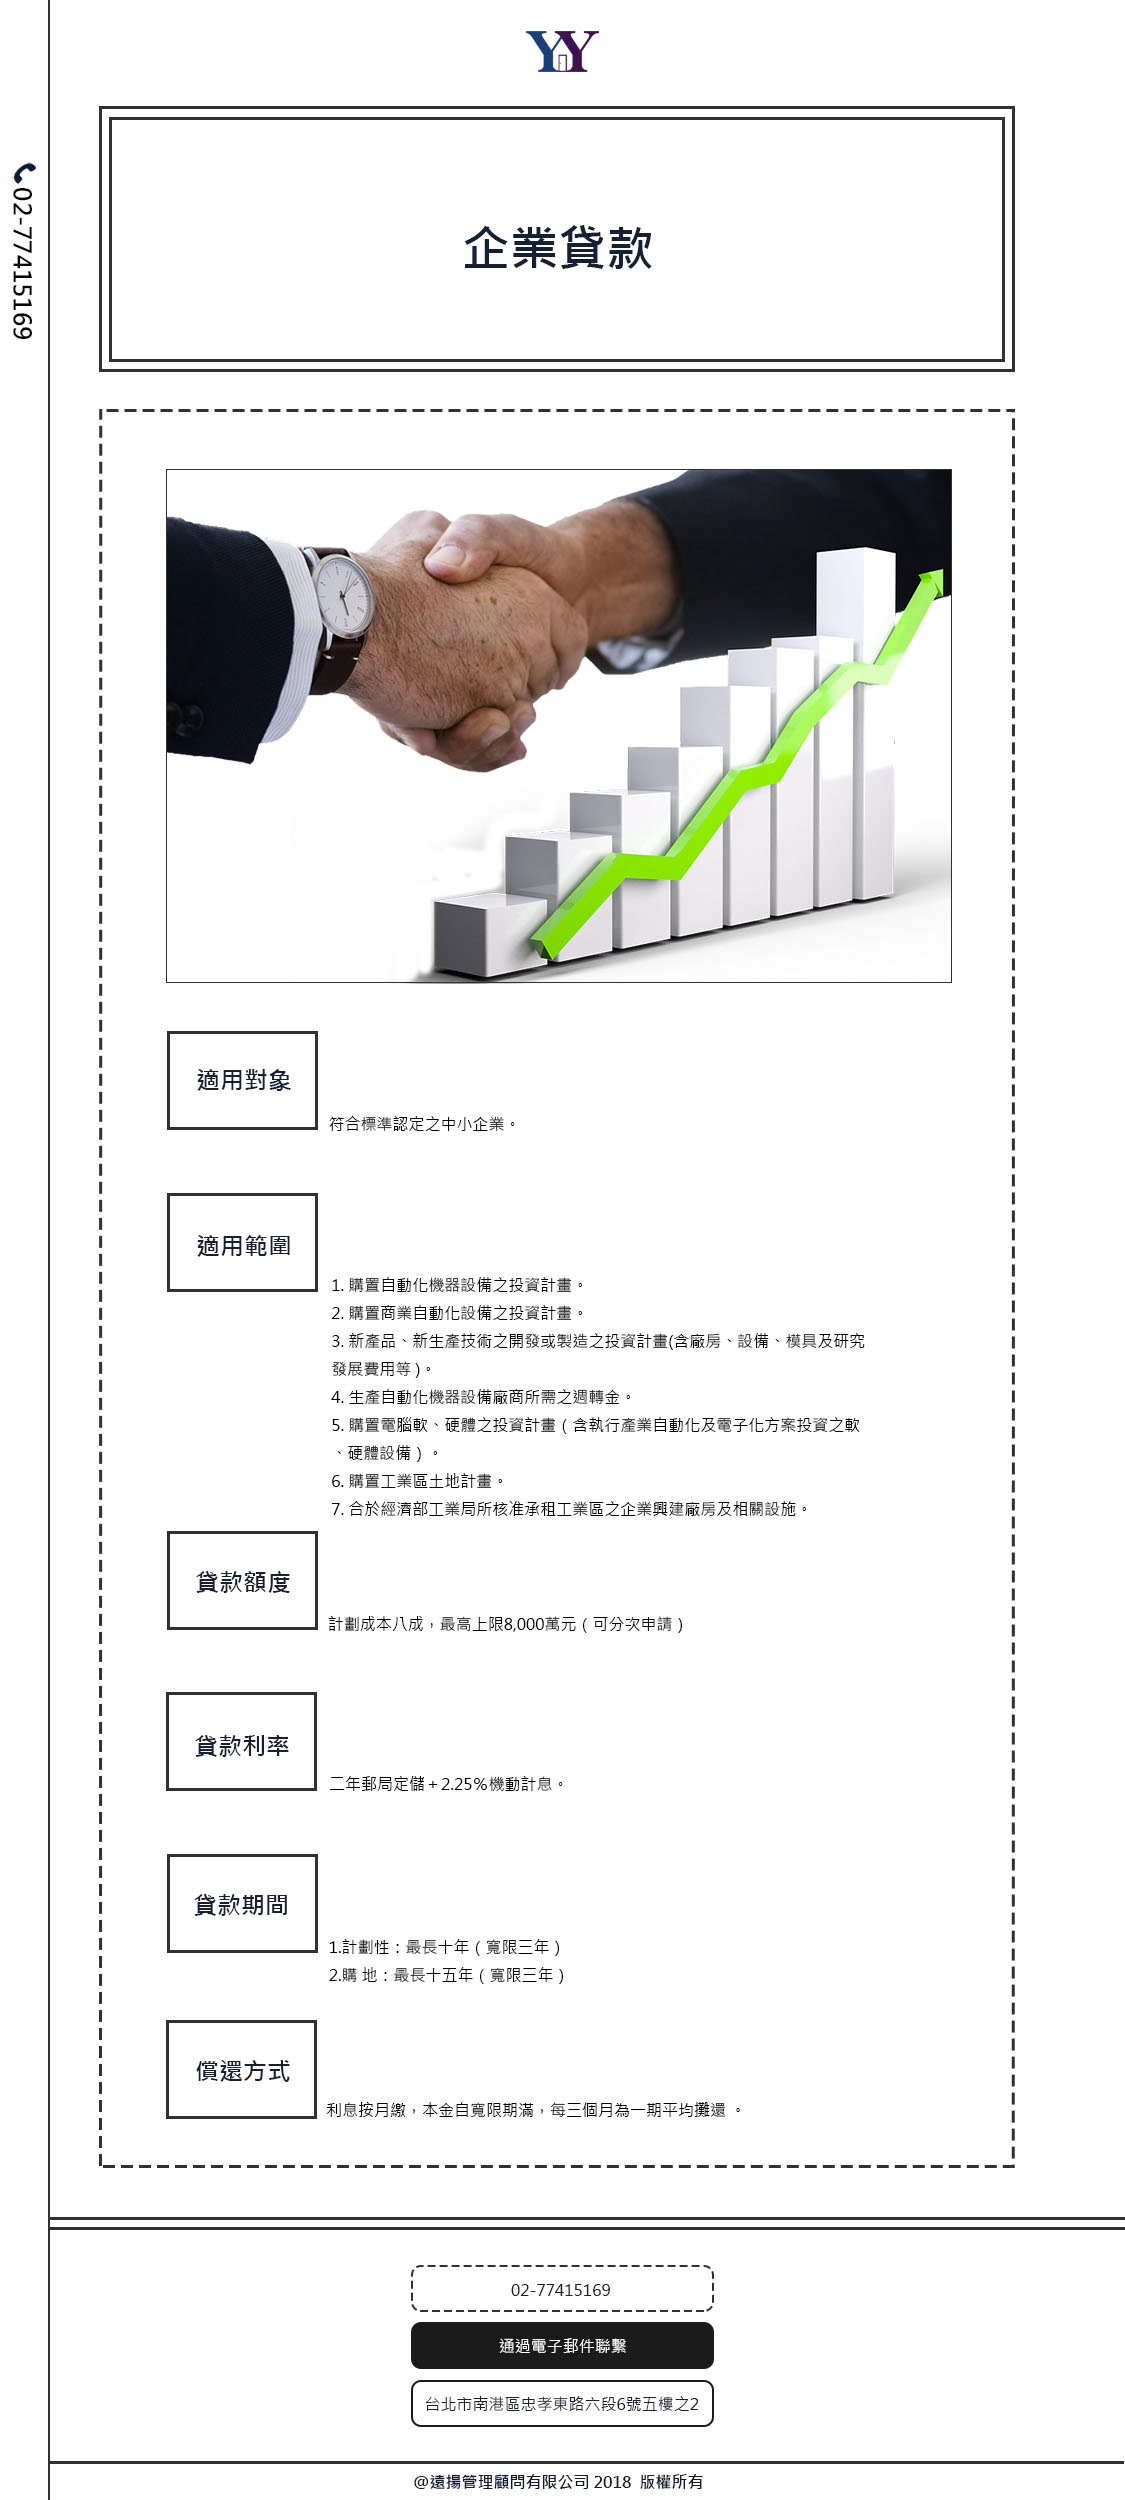 YY
02-77415169
企業貸款
適用對象
符合標準認定之中小企業。
適用範圍
1. 購置自動化機器設備之投資計畫。
2. 購置商業自動化設備之投資計畫。
3. 新產品、新生產技術之開發或製造之投資計畫(含廠房、設備、模具及研究
發展費用等 )。
4. 生產自動化機器設備廠商所需之週轉金。
5. 購置電腦軟、硬體之投資計畫 ( 含執行產業自動化及電子化方案投資之軟
、硬體設備 ) 。
6. 購置工業區土地計畫。
7. 合於經濟部工業局所核准承租工業區之企業興建廠房及相關設施。
貸款額度
計劃成本八成，最高上限8,000萬元 ( 可分次申請 )
貸款利率
二年郵局定儲＋2.25%機動計息。
貸款期間
1.計劃性：最長十年 ( 寬限三年 )
2.購 地：最長十五年 ( 寬限三年 )
償還方式
利息按月繳，本金自寬限期滿，每三個月為一期平均攤還 。
02-77415169
通過電子郵件聯繫
台北市南港區忠孝東路六段6號五樓之2
@遠揚管理顧問有限公司 2018 版權所有